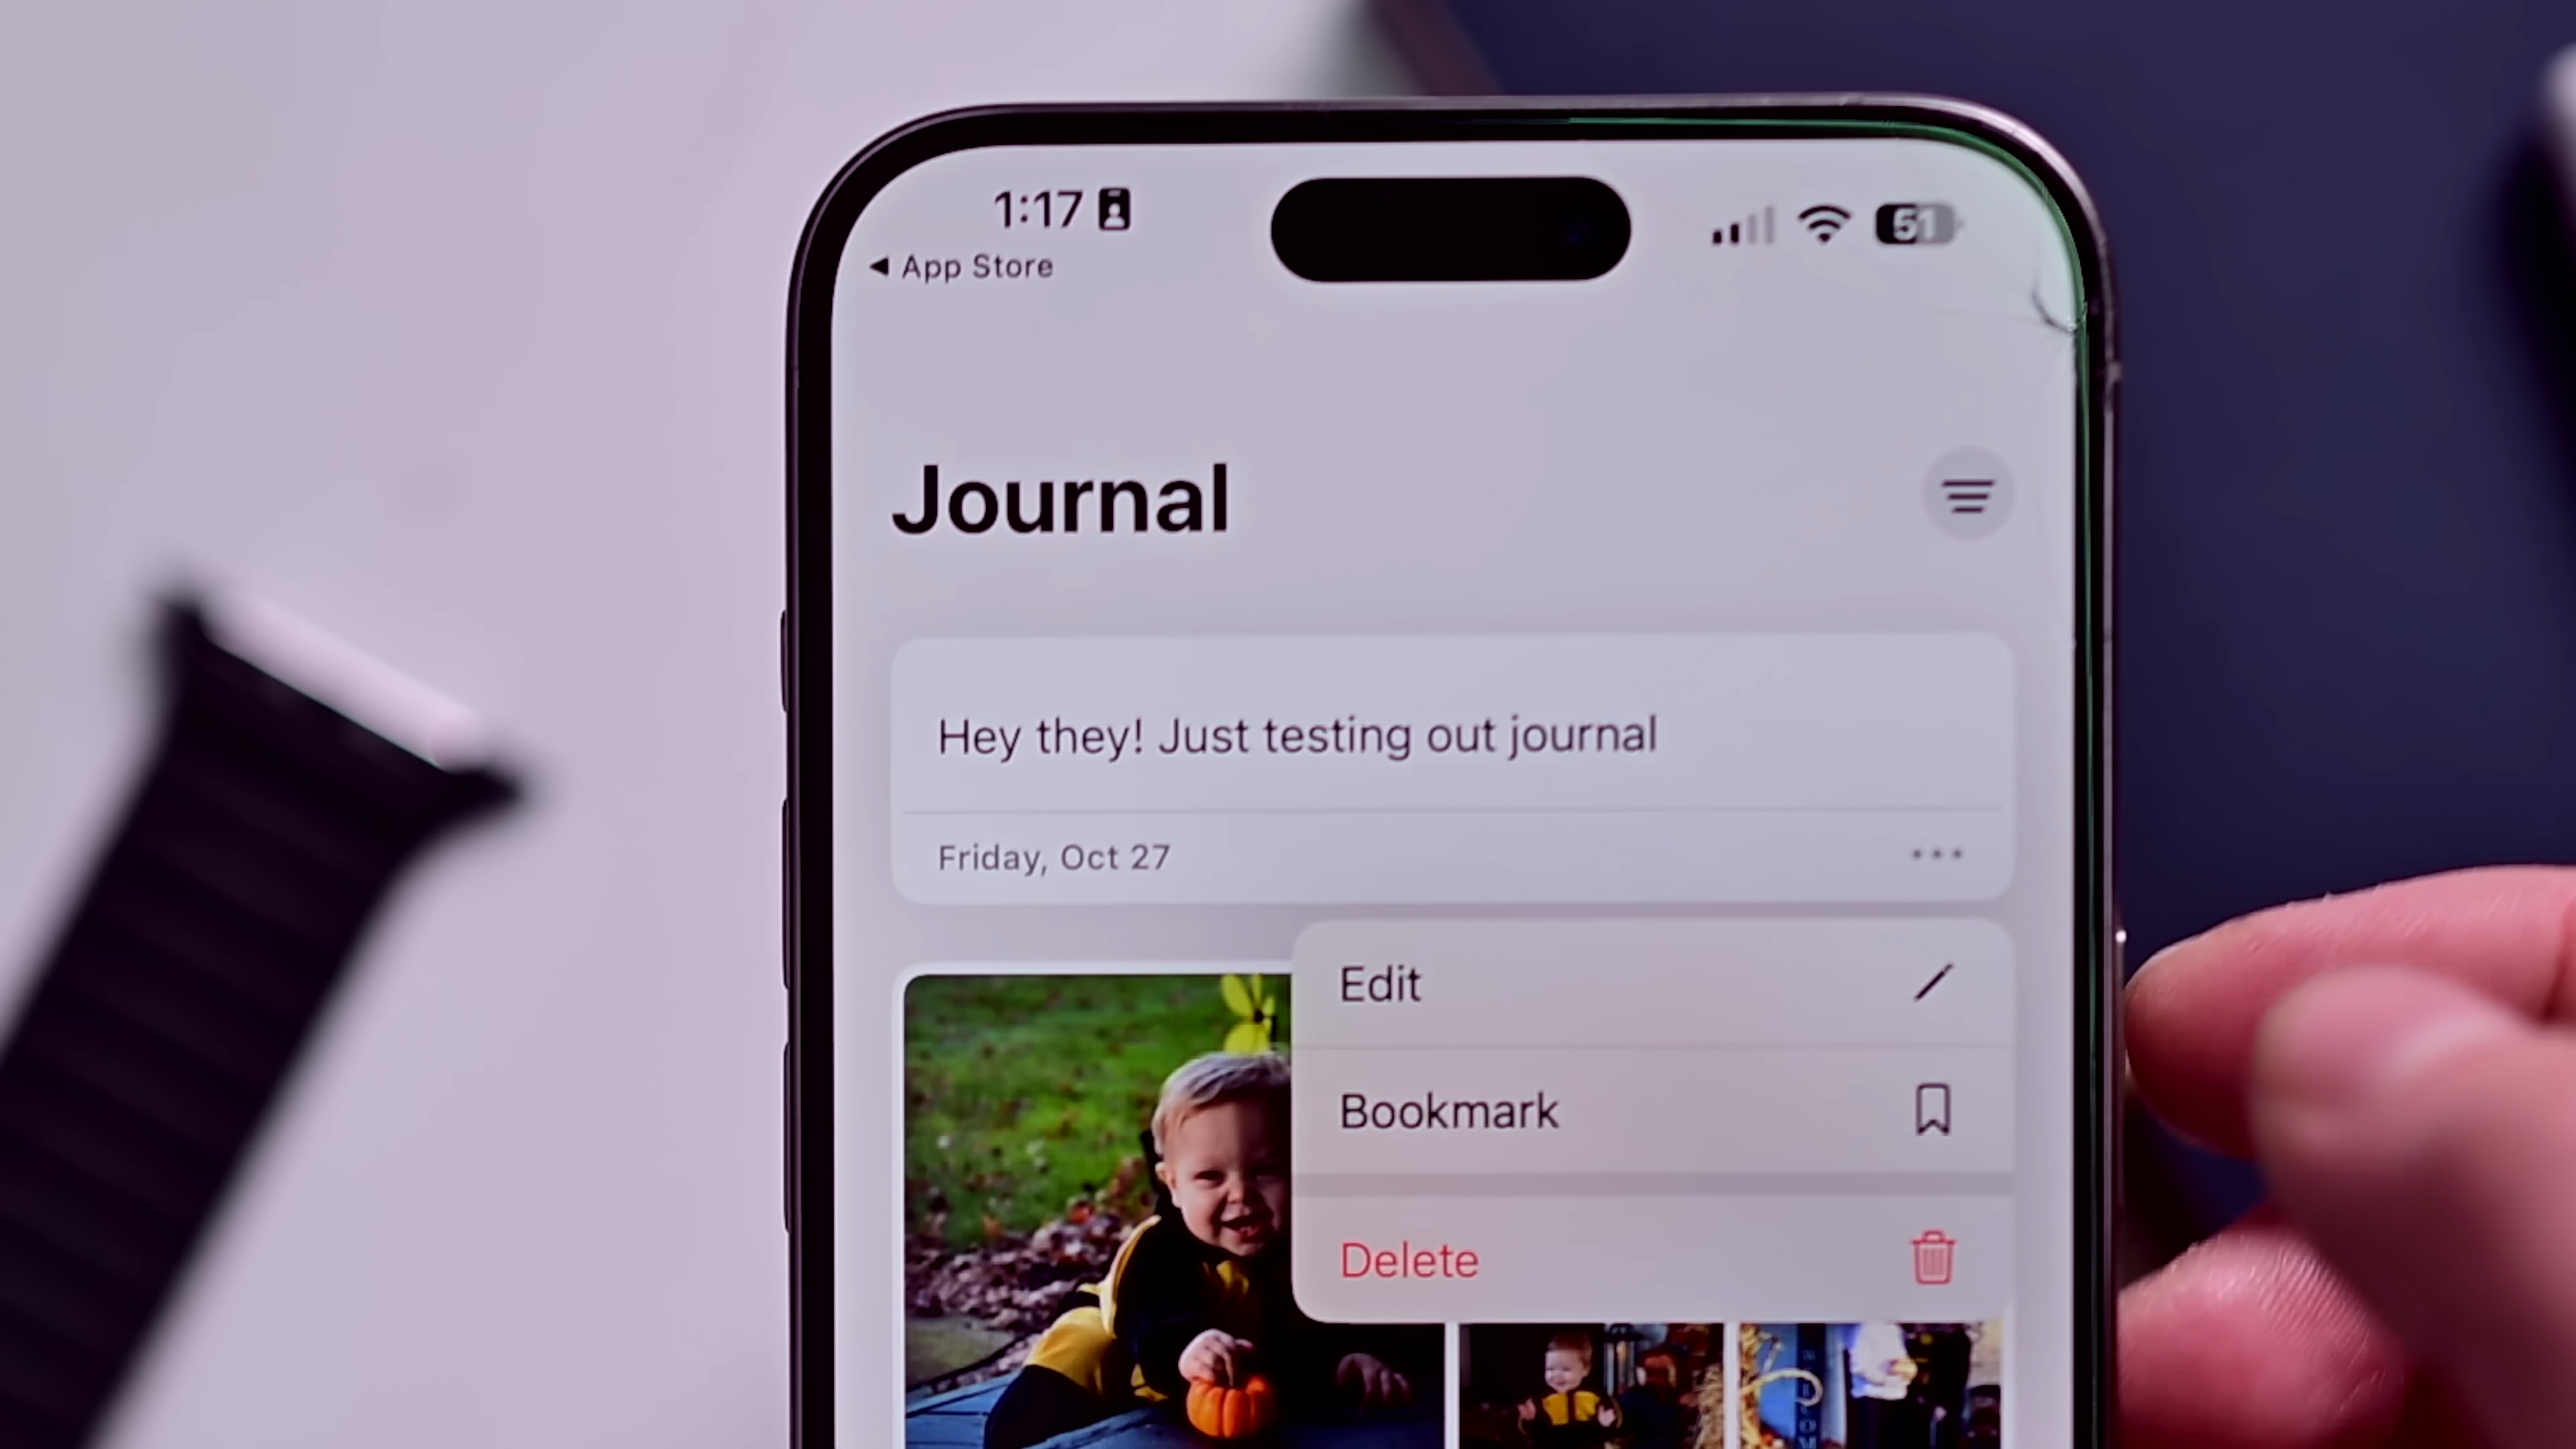 1:17
51
◀ App Store
Journal
Hey they! Just testing out journal
Friday, Oct 27
Edit
Bookmark
Delete